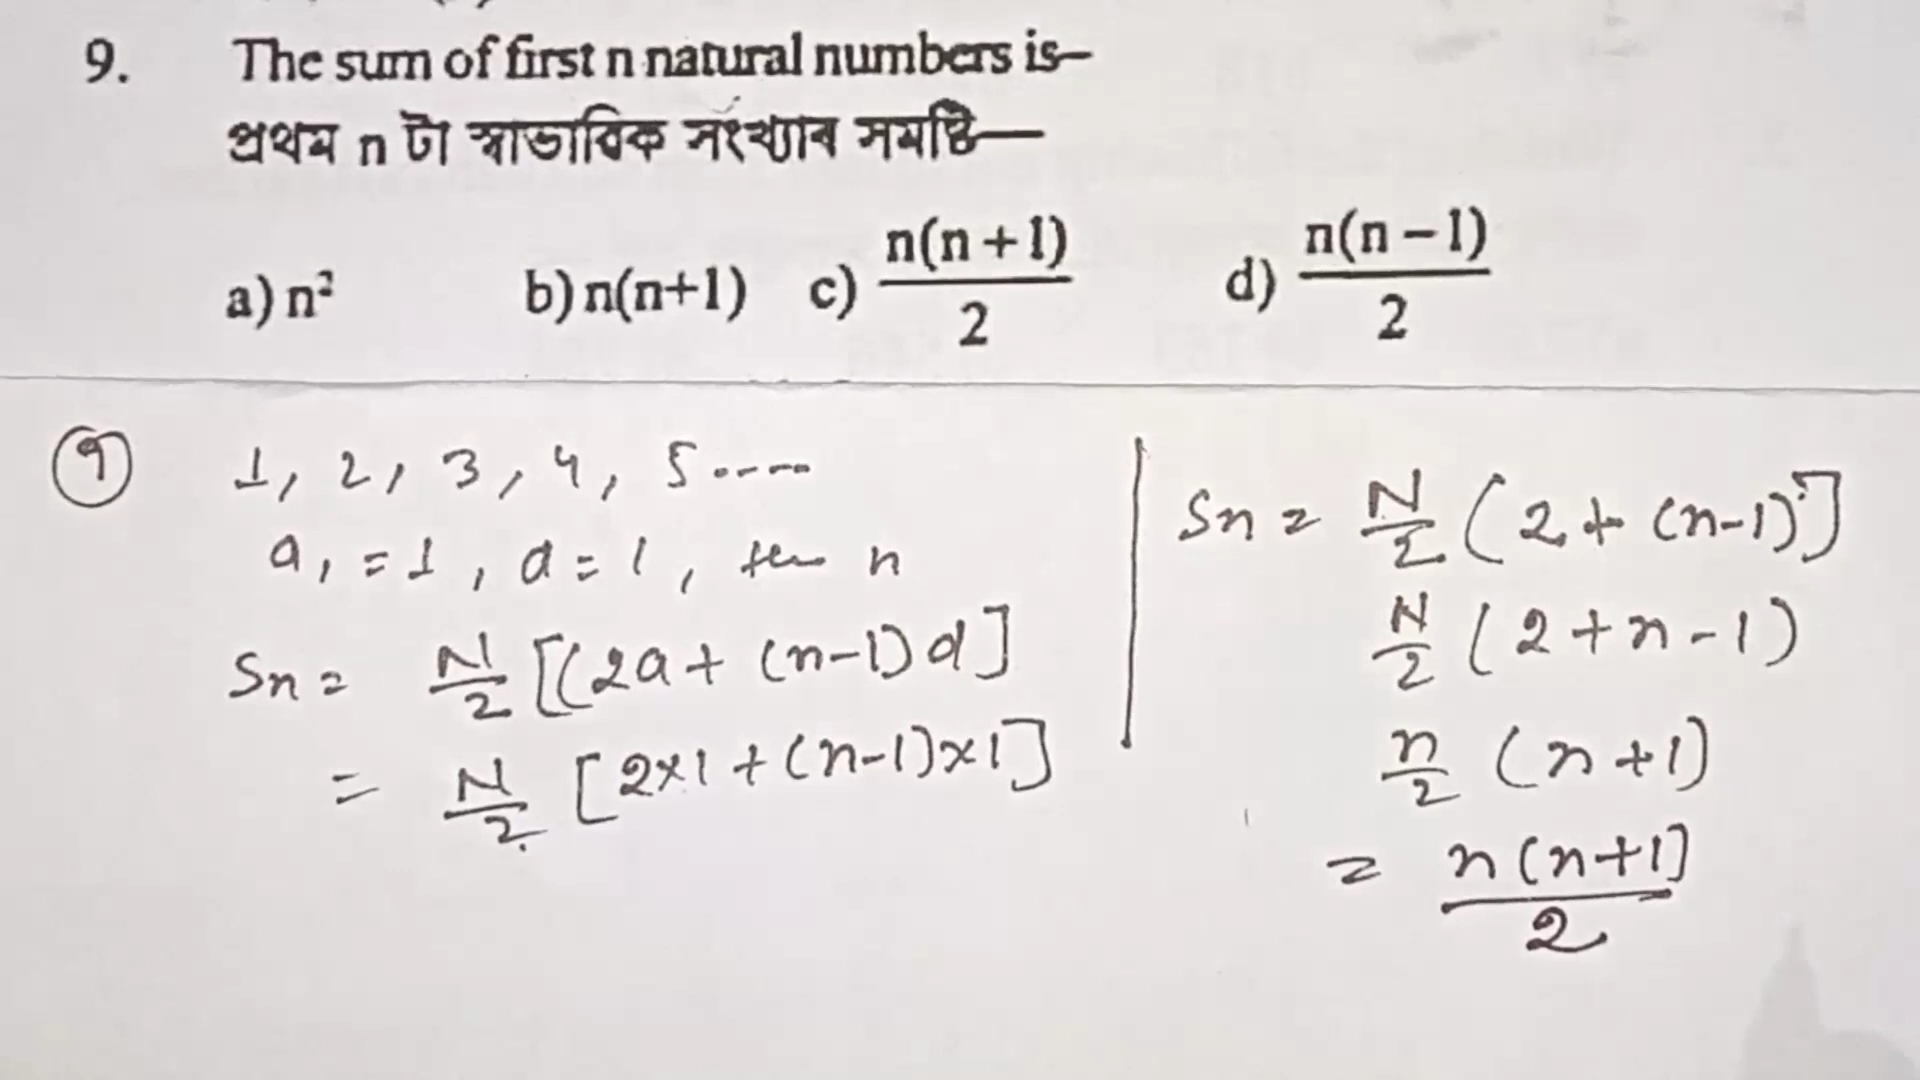 9. The sum of first n natural numbers is–
প্ৰথম n টা স্বাভাবিক সংখ্যাৰ সমষ্টি—
a) n² b) n(n+1) c) n(n+1)/2 d) n(n−1)/2
9 1, 2, 3, 4, 5 ....
a₁ = 1, d = 1, n
Sn = N/2 [(2a + (n-1)d]
= N/2 [2×1 + (n-1)×1]
Sn = N/2 (2 + (n-1)]
N/2 (2+n-1)
n/2 (n+1)
= n(n+1)/2